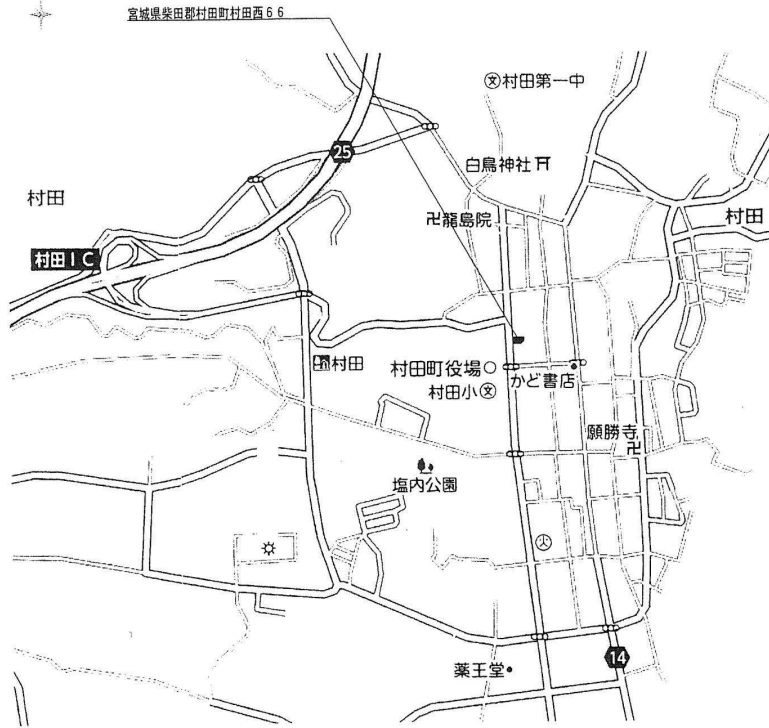 宮城県柴田郡村田町村田西66
文村田第一中
25
白鳥神社
村田
龍島院
村田
村田IC
村田
村田町役場
かど書店
村田小文
願勝寺
塩内公園
14
薬王堂